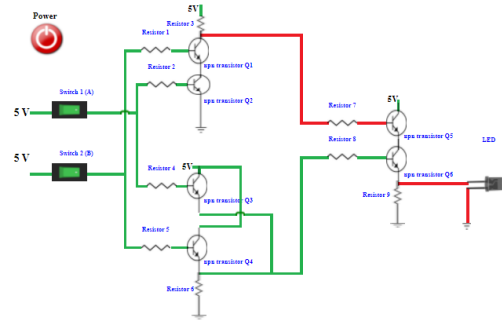 Power
5V
Resistor 3
Resistor 1
npn transistor Q1
Resistor 2
Switch 1 (A)
npn transistor Q2
5 V
Resistor 7
5V
npn transistor Q5
5 V
Switch 2 (B)
Resistor 8
LED
Resistor 4
5V
npn transistor Q6
npn transistor Q3
Resistor 9
Resistor 5
npn transistor Q4
Resistor 6